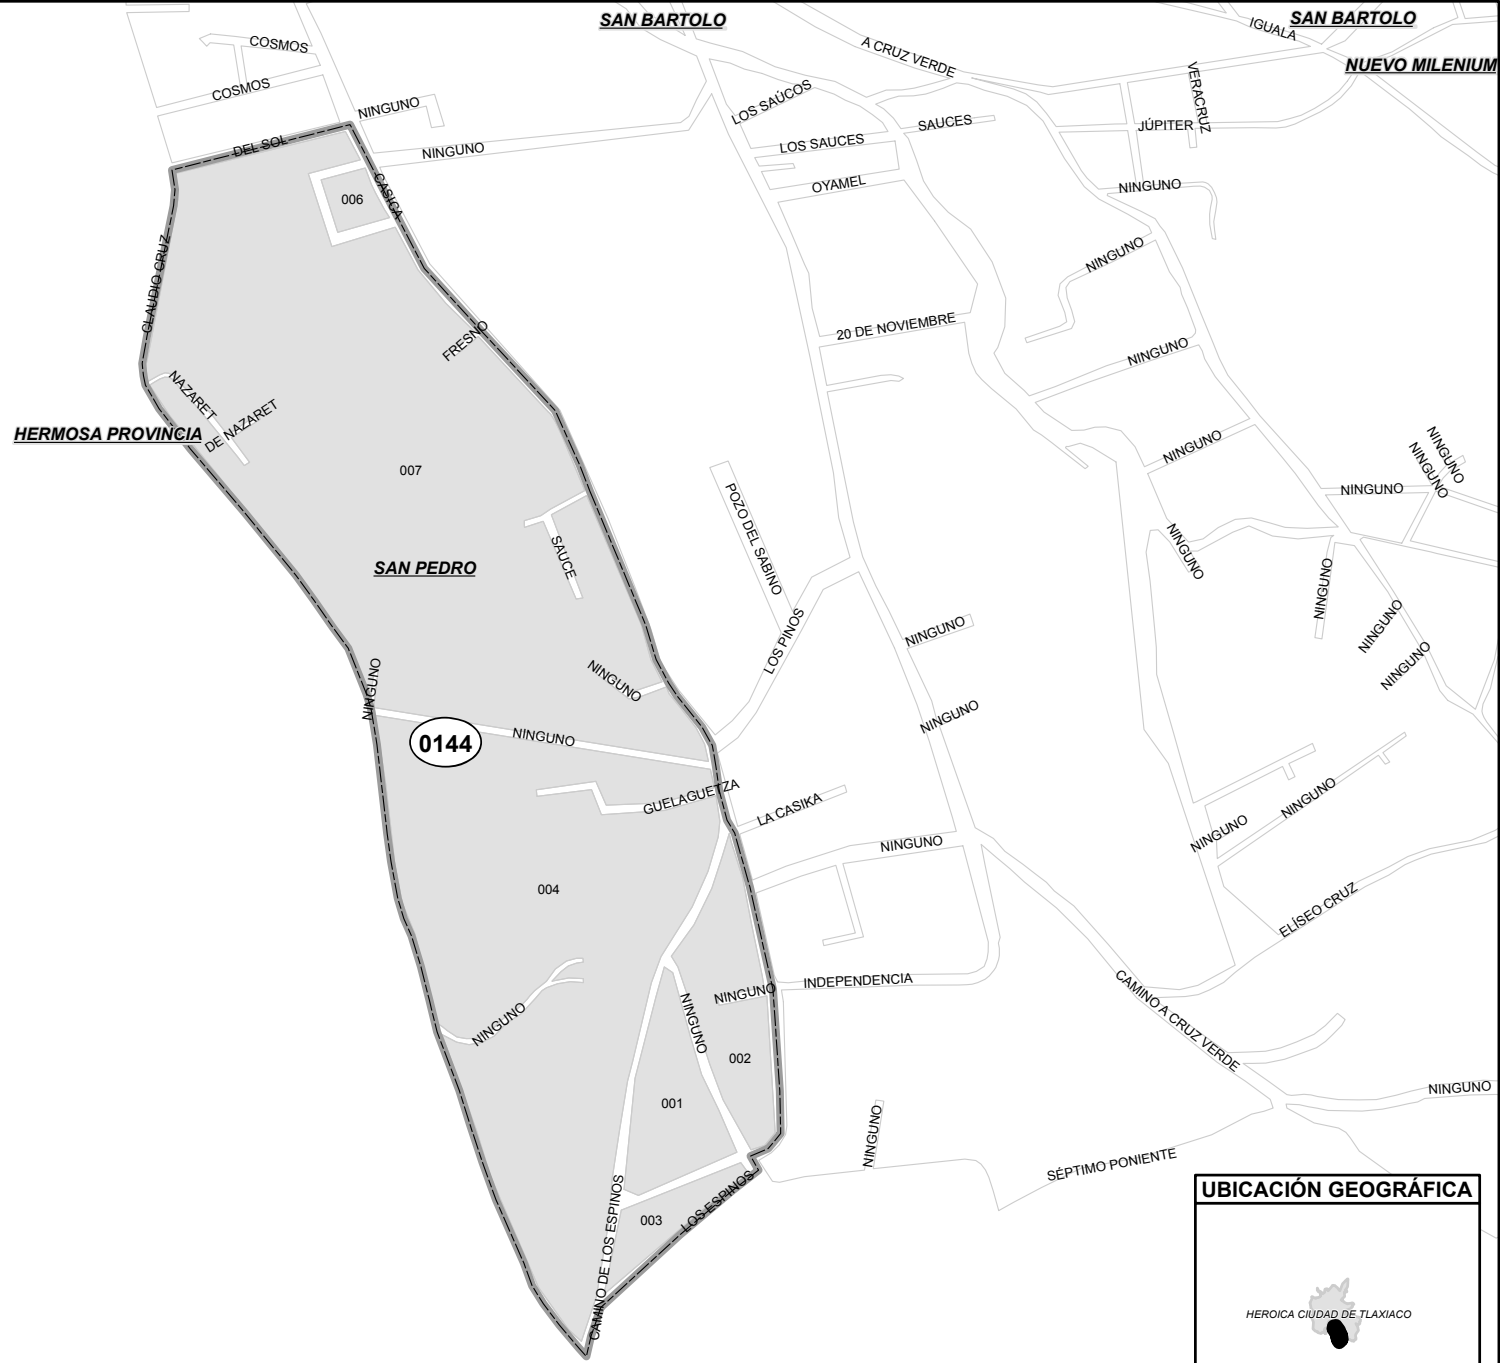 SAN BARTOLO
SAN BARTOLO
IGUALA
NUEVO MILENIUM
COSMOS
COSMOS
A CRUZ VERDE
VERACRUZ
NINGUNO
LOS SAÚCOS
SAUCES
JÚPITER
DEL SOL
NINGUNO
LOS SAUCES
OYAMEL
NINGUNO
CASICA
006
CLAUDIO CRUZ
NINGUNO
FRESNO
20 DE NOVIEMBRE
NINGUNO
NAZARET
DE NAZARET
HERMOSA PROVINCIA
007
NINGUNO
NINGUNO
NINGUNO
NINGUNO
POZO DEL SABINO
SAUCE
NINGUNO
SAN PEDRO
NINGUNO
NINGUNO
NINGUNO
LOS PINOS
NINGUNO
NINGUNO
NINGUNO
NINGUNO
0144
NINGUNO
GUELAGUETZA
LA CASIKA
NINGUNO
NINGUNO
NINGUNO
004
ELÍSEO CRUZ
NINGUNO
INDEPENDENCIA
NINGUNO
NINGUNO
CAMINO A CRUZ VERDE
002
001
NINGUNO
NINGUNO
SÉPTIMO PONIENTE
LOS ESPINOS
003
CAMINO DE LOS ESPINOS
UBICACIÓN GEOGRÁFICA
HEROICA CIUDAD DE TLAXIACO